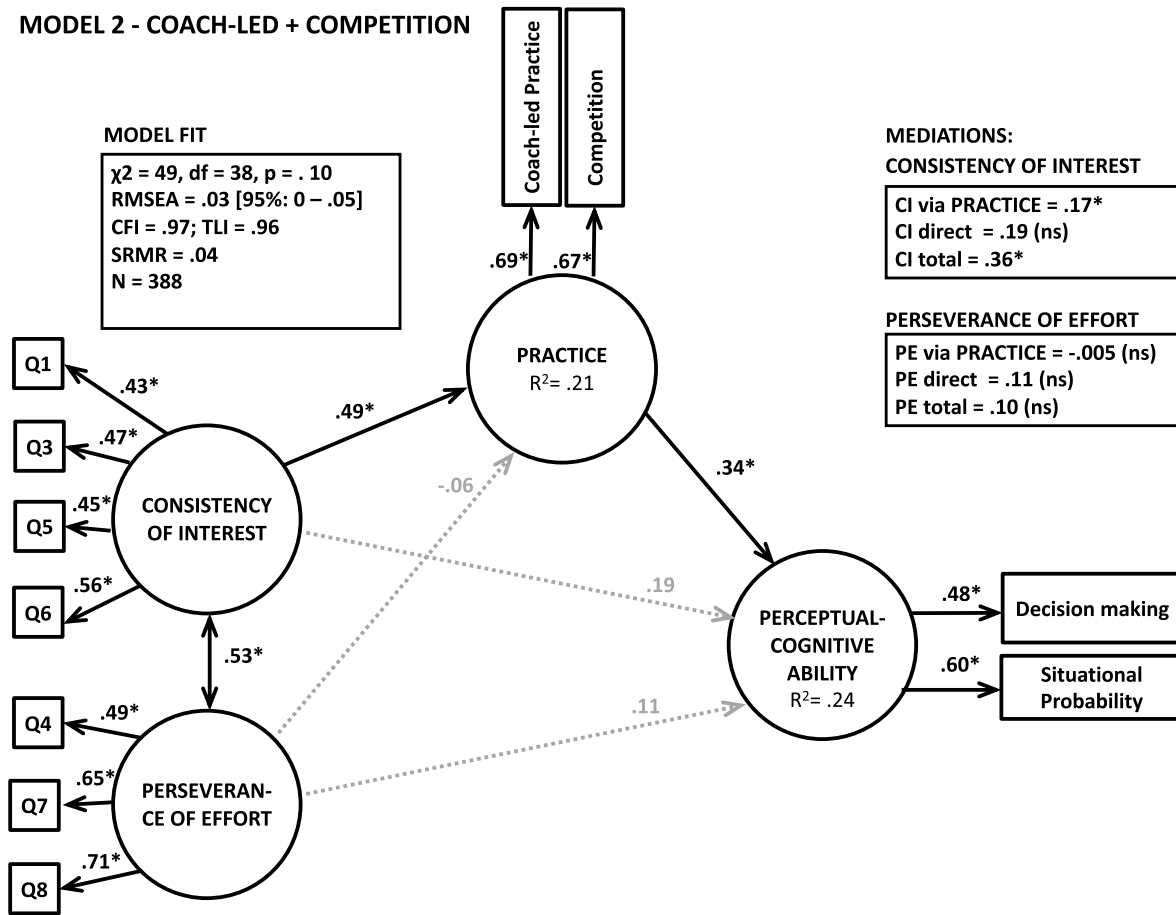 MODEL 2 - COACH-LED + COMPETITION
Coach-led Practice
Competition
MODEL FIT
χ2 = 49, df = 38, p = . 10
RMSEA = .03 [95%: 0 – .05]
CFI = .97; TLI = .96
SRMR = .04
N = 388
MEDIATIONS:
CONSISTENCY OF INTEREST
CI via PRACTICE = .17*
CI direct = .19 (ns)
CI total = .36*
PERSEVERANCE OF EFFORT
PE via PRACTICE = -.005 (ns)
PE direct = .11 (ns)
PE total = .10 (ns)
.69*
.67*
PRACTICE
R²= .21
Q1
.43*
Q3
.47*
Q5
.45*
Q6
.56*
CONSISTENCY
OF INTEREST
.49*
-.06
.34*
.19
.53*
PERCEPTUAL-
COGNITIVE
ABILITY
R²= .24
.48*
Decision making
.60*
Situational
Probability
.11
Q4
.49*
Q7
.65*
Q8
.71*
PERSEVERAN-
CE OF EFFORT